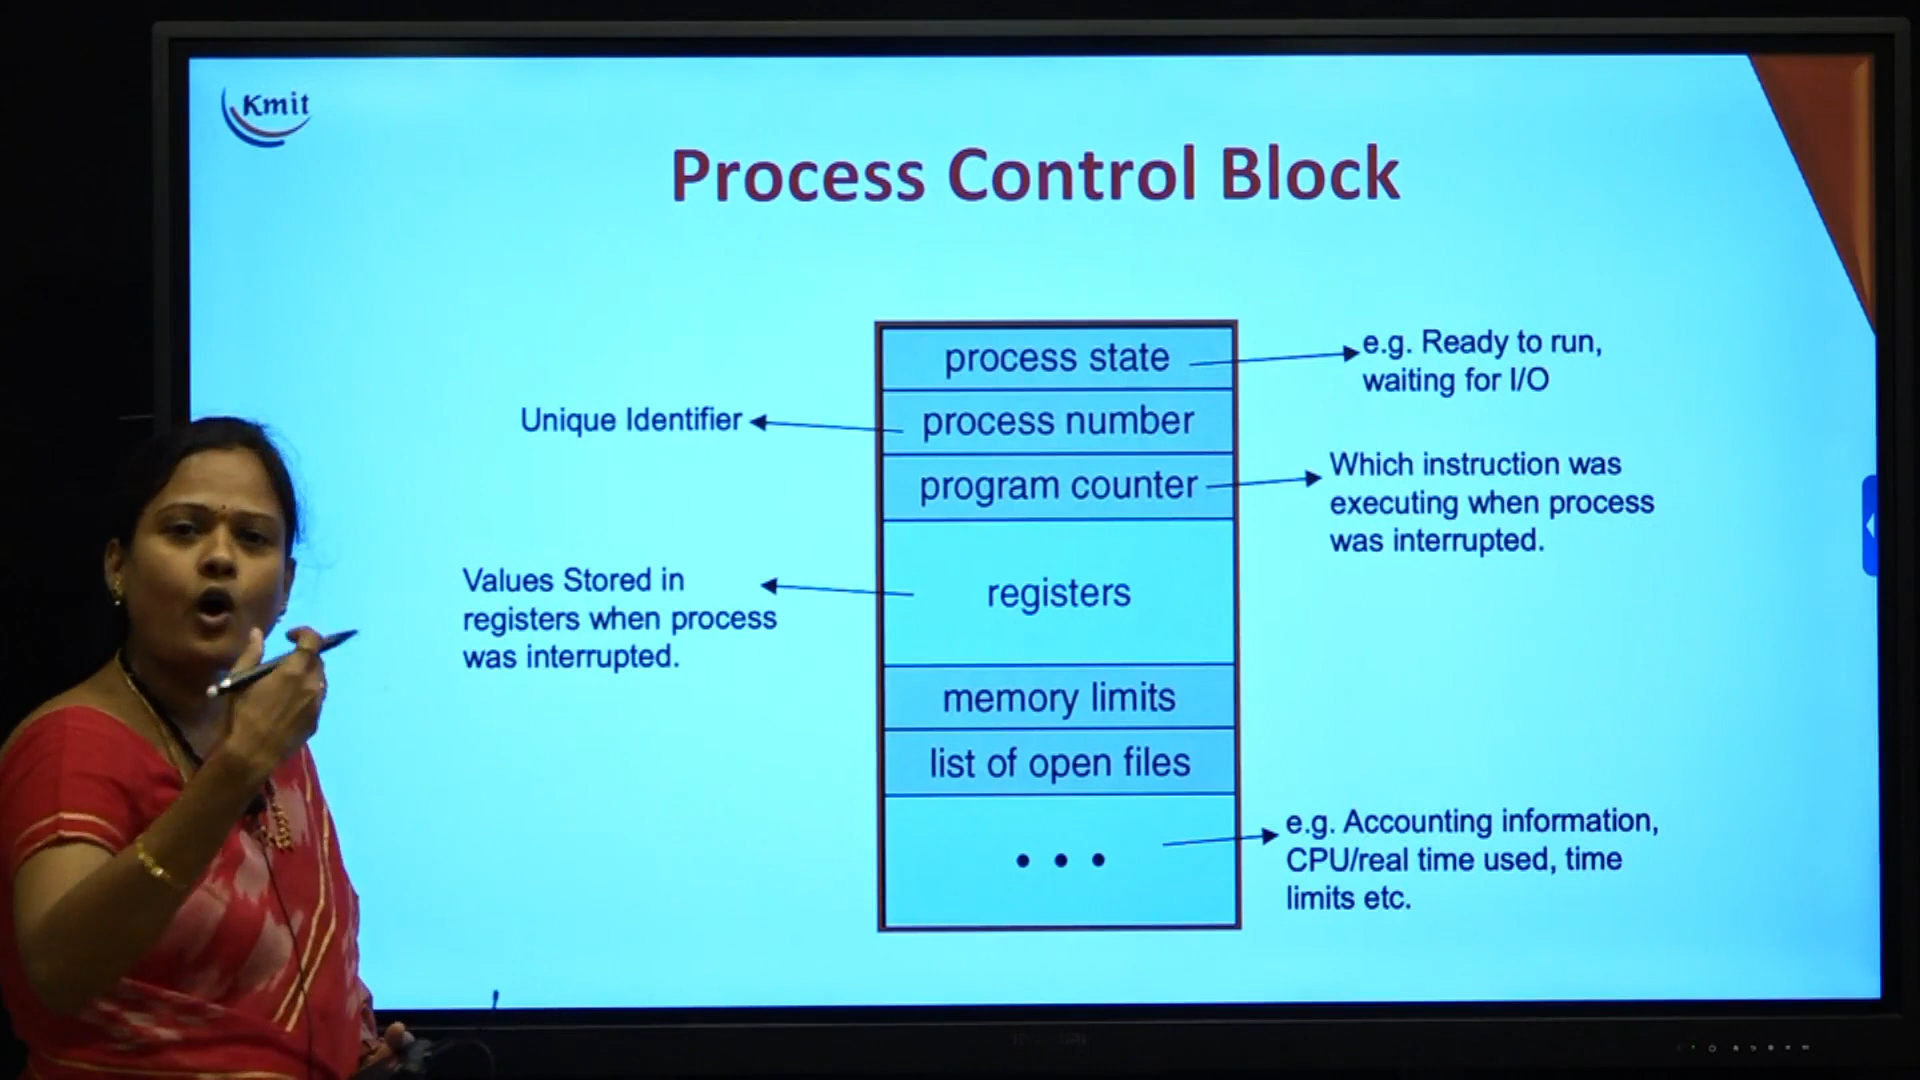 Kmit
Process Control Block
process state
e.g. Ready to run,
waiting for I/O
Unique Identifier
process number
program counter
Which instruction was
executing when process
was interrupted.
Values Stored in
registers when process
was interrupted.
registers
memory limits
list of open files
• • •
e.g. Accounting information,
CPU/real time used, time
limits etc.